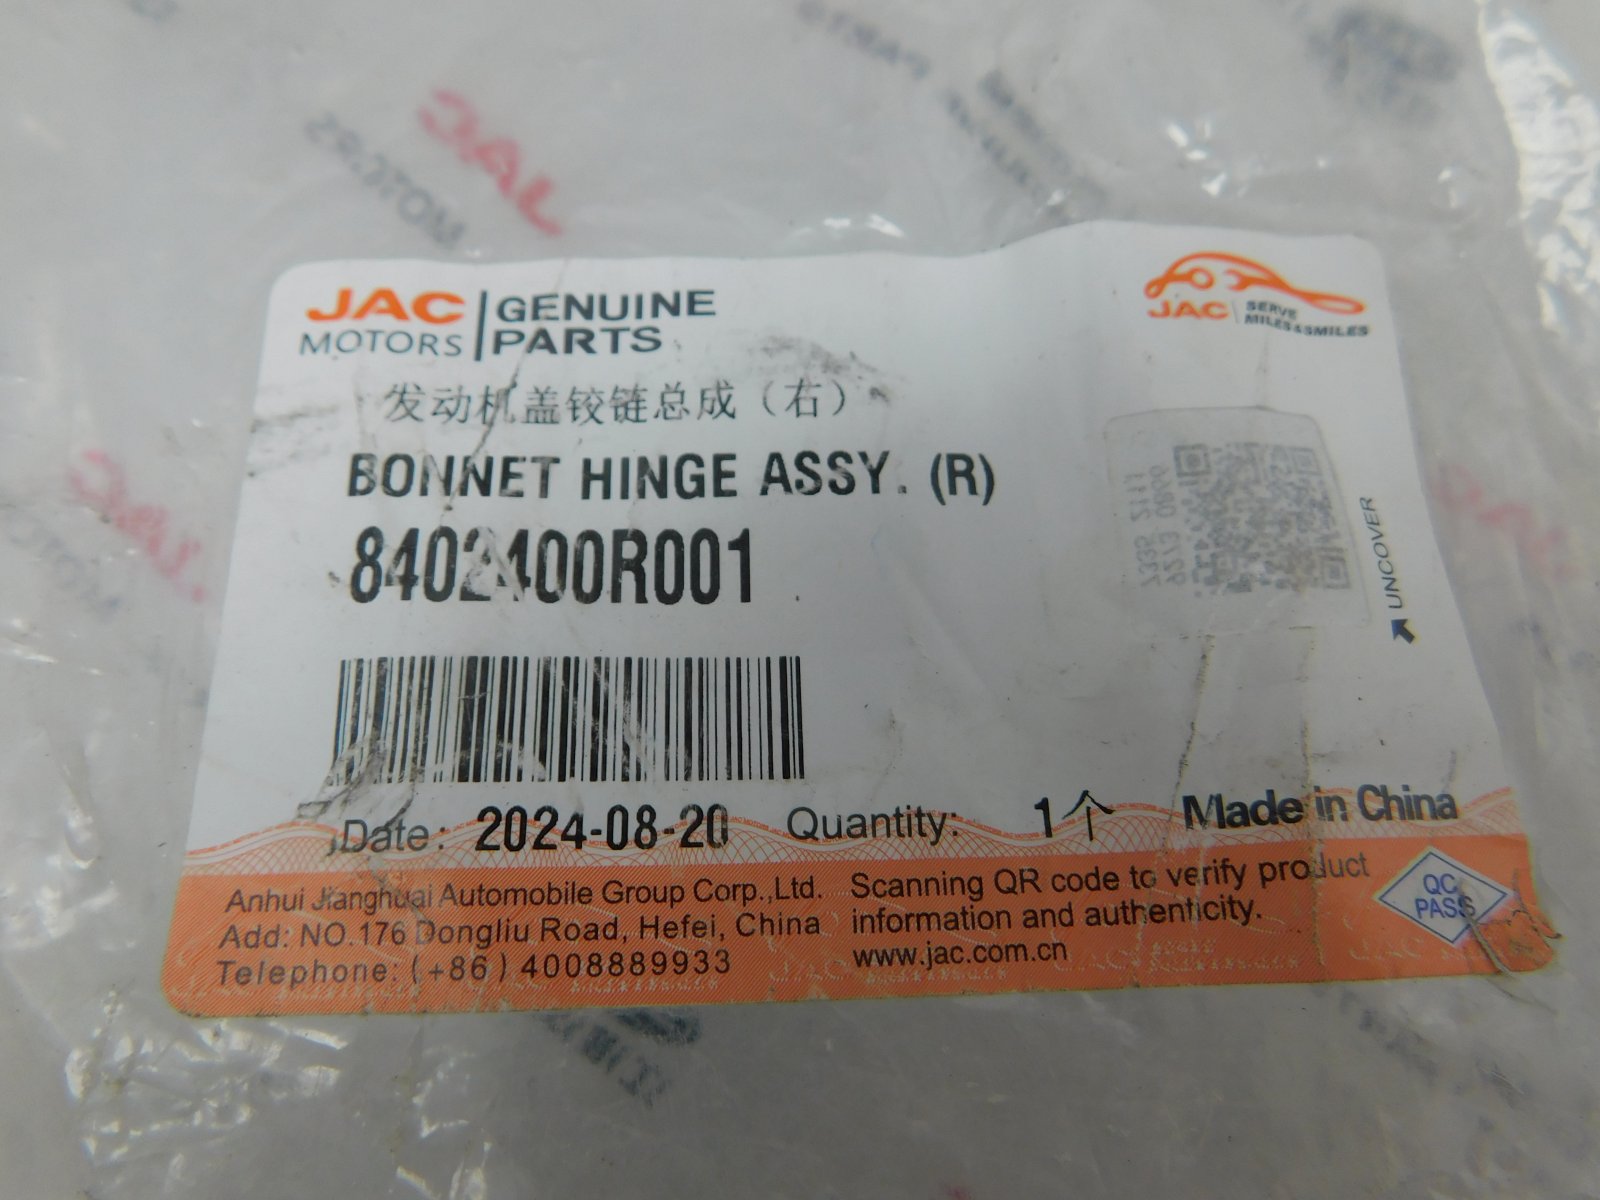 JAC
MOTORS
GENUINE
PARTS
JAC
SERVE
MILES & SMILES
发动机盖铰链总成（右）
BONNET HINGE ASSY. (R)
8402400R001
UNCOVER
Date: 2024-08-20 Quantity: 1个 Made in China
Anhui Jianghuai Automobile Group Corp.,Ltd.
Add: NO.176 Dongliu Road, Hefei, China
Telephone: (+86) 4008889933
Scanning QR code to verify product
information and authenticity.
www.jac.com.cn
QC
PASS
JAC
MOTORS